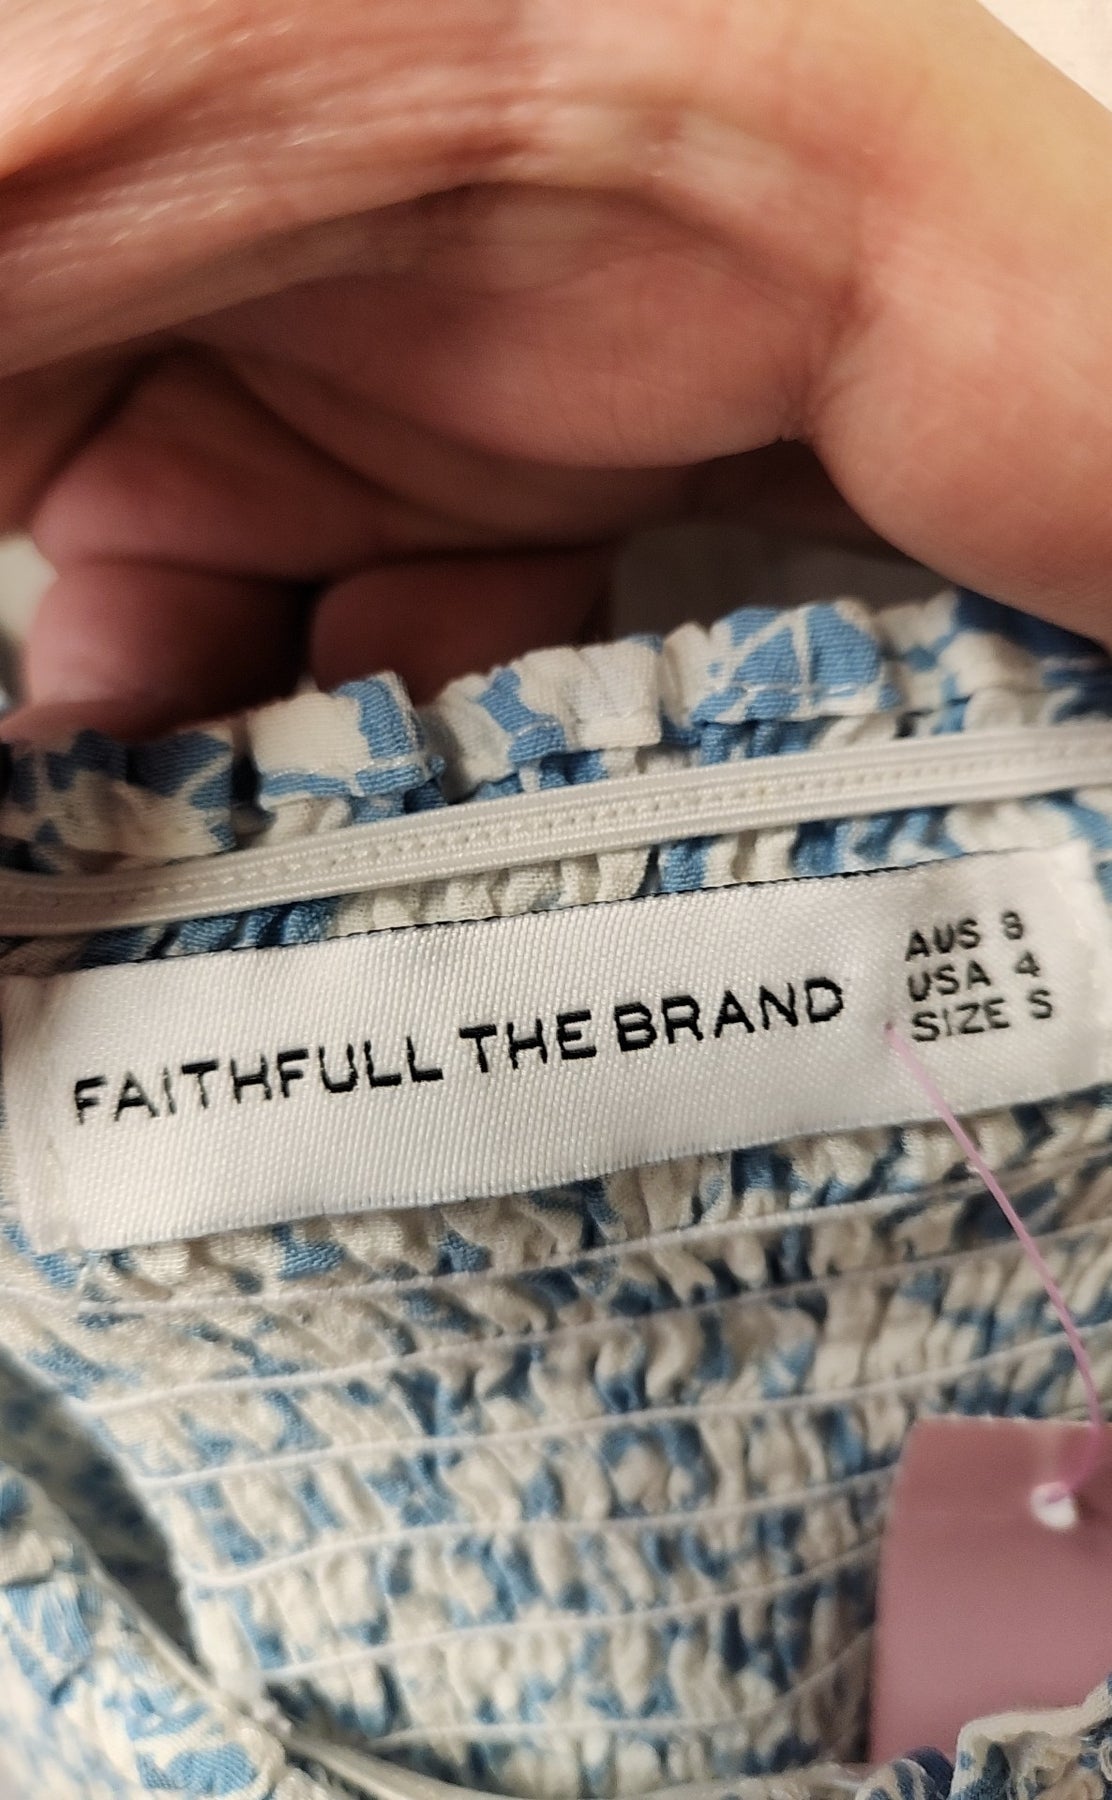 FAITHFULL THE BRAND
AUS 8
USA 4
SIZE S